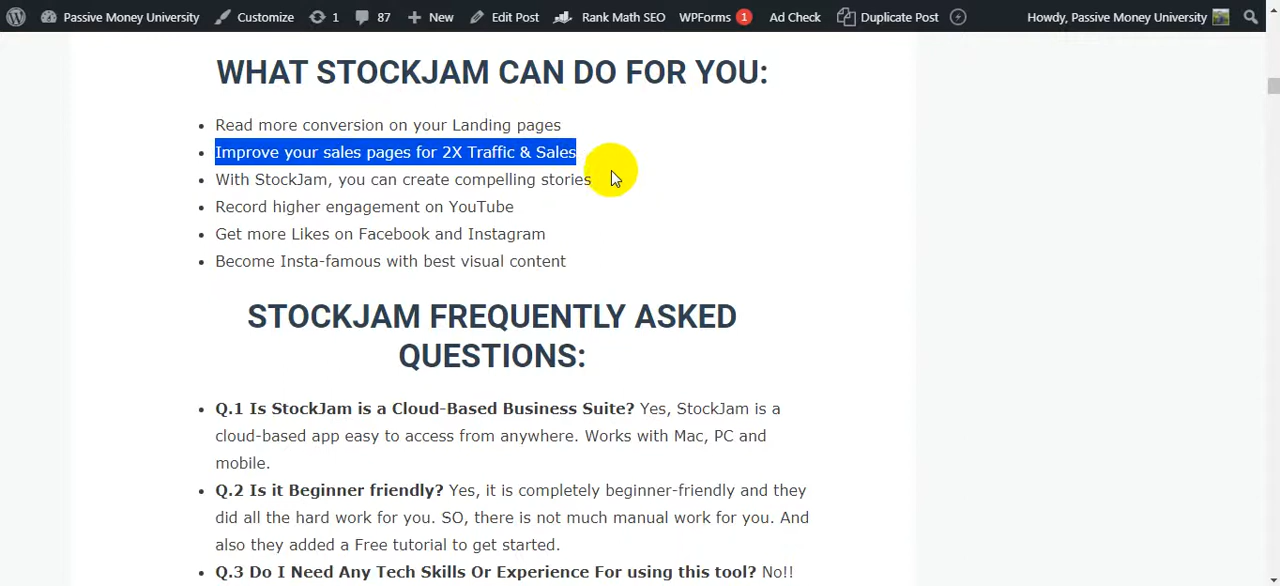 Passive Money University Customize 1 87 New Edit Post Rank Math SEO WPForms 1 Ad Check Duplicate Post Howdy, Passive Money University
WHAT STOCKJAM CAN DO FOR YOU:
Read more conversion on your Landing pages
Improve your sales pages for 2X Traffic & Sales
With StockJam, you can create compelling stories
Record higher engagement on YouTube
Get more Likes on Facebook and Instagram
Become Insta-famous with best visual content
STOCKJAM FREQUENTLY ASKED
QUESTIONS:
Q.1 Is StockJam is a Cloud-Based Business Suite? Yes, StockJam is a
cloud-based app easy to access from anywhere. Works with Mac, PC and
mobile.
Q.2 Is it Beginner friendly? Yes, it is completely beginner-friendly and they
did all the hard work for you. SO, there is not much manual work for you. And
also they added a Free tutorial to get started.
Q.3 Do I Need Any Tech Skills Or Experience For using this tool? No!!